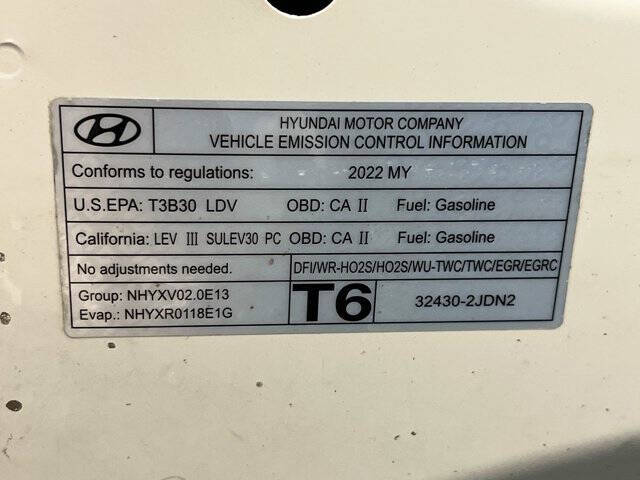 HYUNDAI MOTOR COMPANY
VEHICLE EMISSION CONTROL INFORMATION
Conforms to regulations: 2022 MY
U.S.EPA: T3B30 LDV OBD: CA II Fuel: Gasoline
California: LEV III SULEV30 PC OBD: CA II Fuel: Gasoline
No adjustments needed. DFI/WR-HO2S/HO2S/WU-TWC/TWC/EGR/EGRC
Group: NHYXV02.0E13
Evap.: NHYXR0118E1G
T6
32430-2JDN2